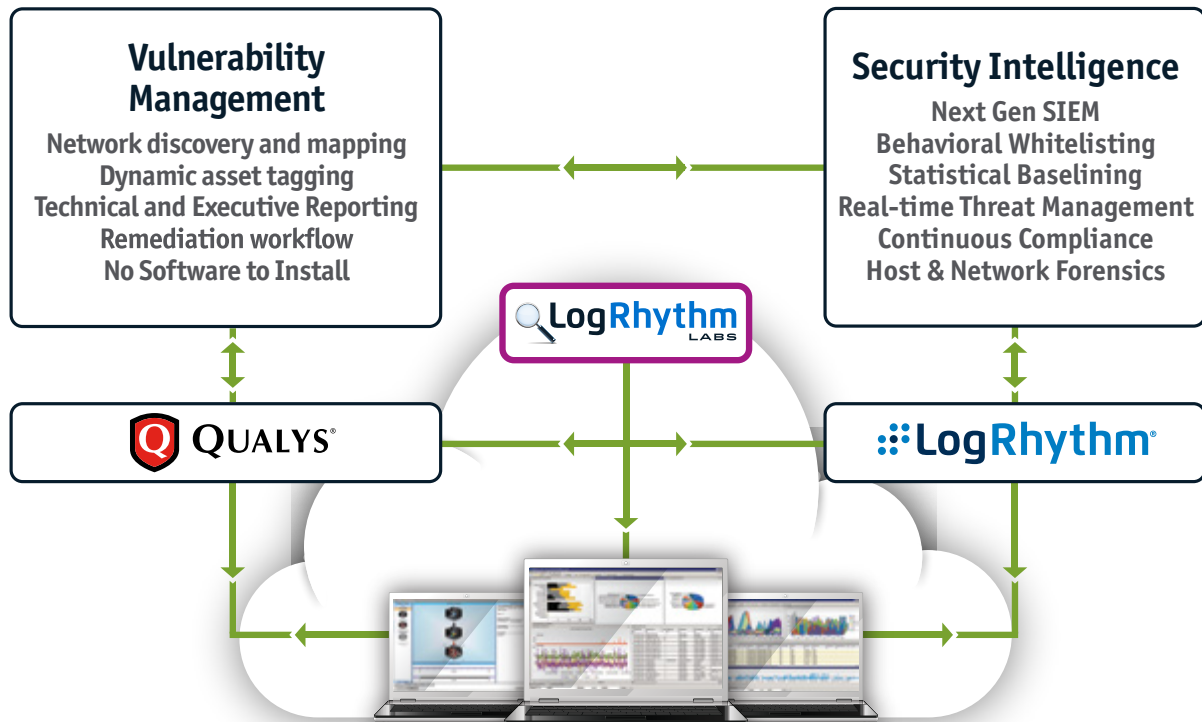 Vulnerability
Management
Network discovery and mapping
Dynamic asset tagging
Technical and Executive Reporting
Remediation workflow
No Software to Install
Security Intelligence
Next Gen SIEM
Behavioral Whitelisting
Statistical Baselining
Real-time Threat Management
Continuous Compliance
Host & Network Forensics
LogRhythm
LABS
Q QUALYS®
LogRhythm®